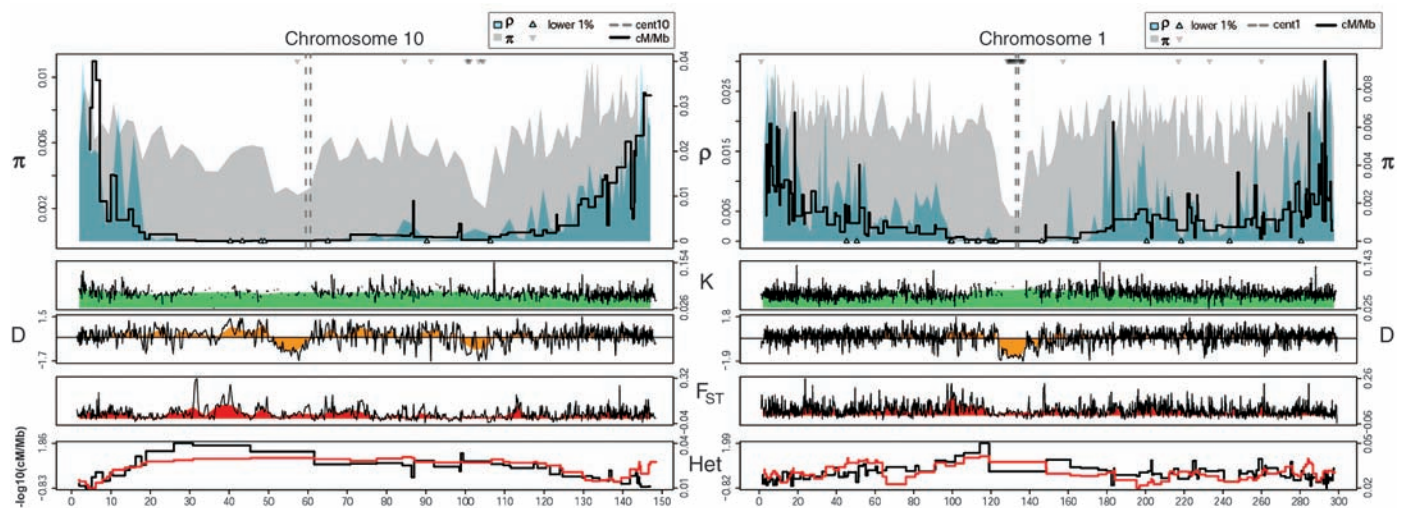 ρ lower 1% cent10
π cM/Mb
Chromosome 10
ρ lower 1% cent1
π cM/Mb
Chromosome 1
0.01
0.006
0.002
π
0.04
0.03
0.02
0.01
0
ρ
0.025
0.015
0.005
0
0.008
0.006
0.004
0.002
0
π
0.154
0.026
K
0.143
0.025
D
1.5
-1.7
1.8
-1.9
D
0.32
-0.04
FST
0.26
-0.06
-log10(cM/Mb)
1.86
-0.33
0.04
0.01
Het
1.99
-0.82
0.05
0.02
0 10 20 30 40 50 60 70 80 90 100 110 120 130 140 150
0 20 40 60 80 100 120 140 160 180 200 220 240 260 280 300